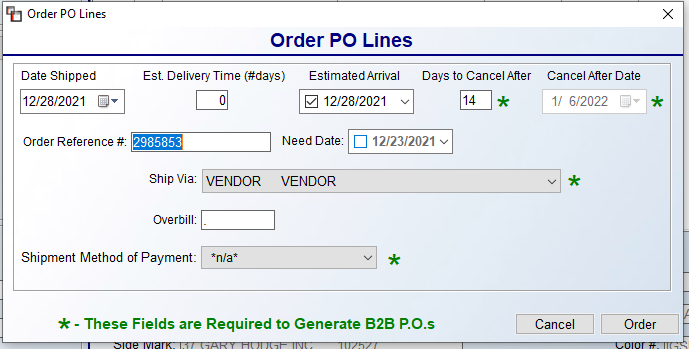 Order PO Lines
Order PO Lines
Date Shipped Est. Delivery Time (#days) Estimated Arrival Days to Cancel After Cancel After Date
12/28/2021 0 12/28/2021 14 * 1/ 6/2022 *
Order Reference #: 2985853 Need Date: 12/23/2021
Ship Via: VENDOR VENDOR *
Overbill: .
Shipment Method of Payment: *n/a* *
* - These Fields are Required to Generate B2B P.O.s Cancel Order
Side Mark: GARY HODGE INC 102527 Color #: